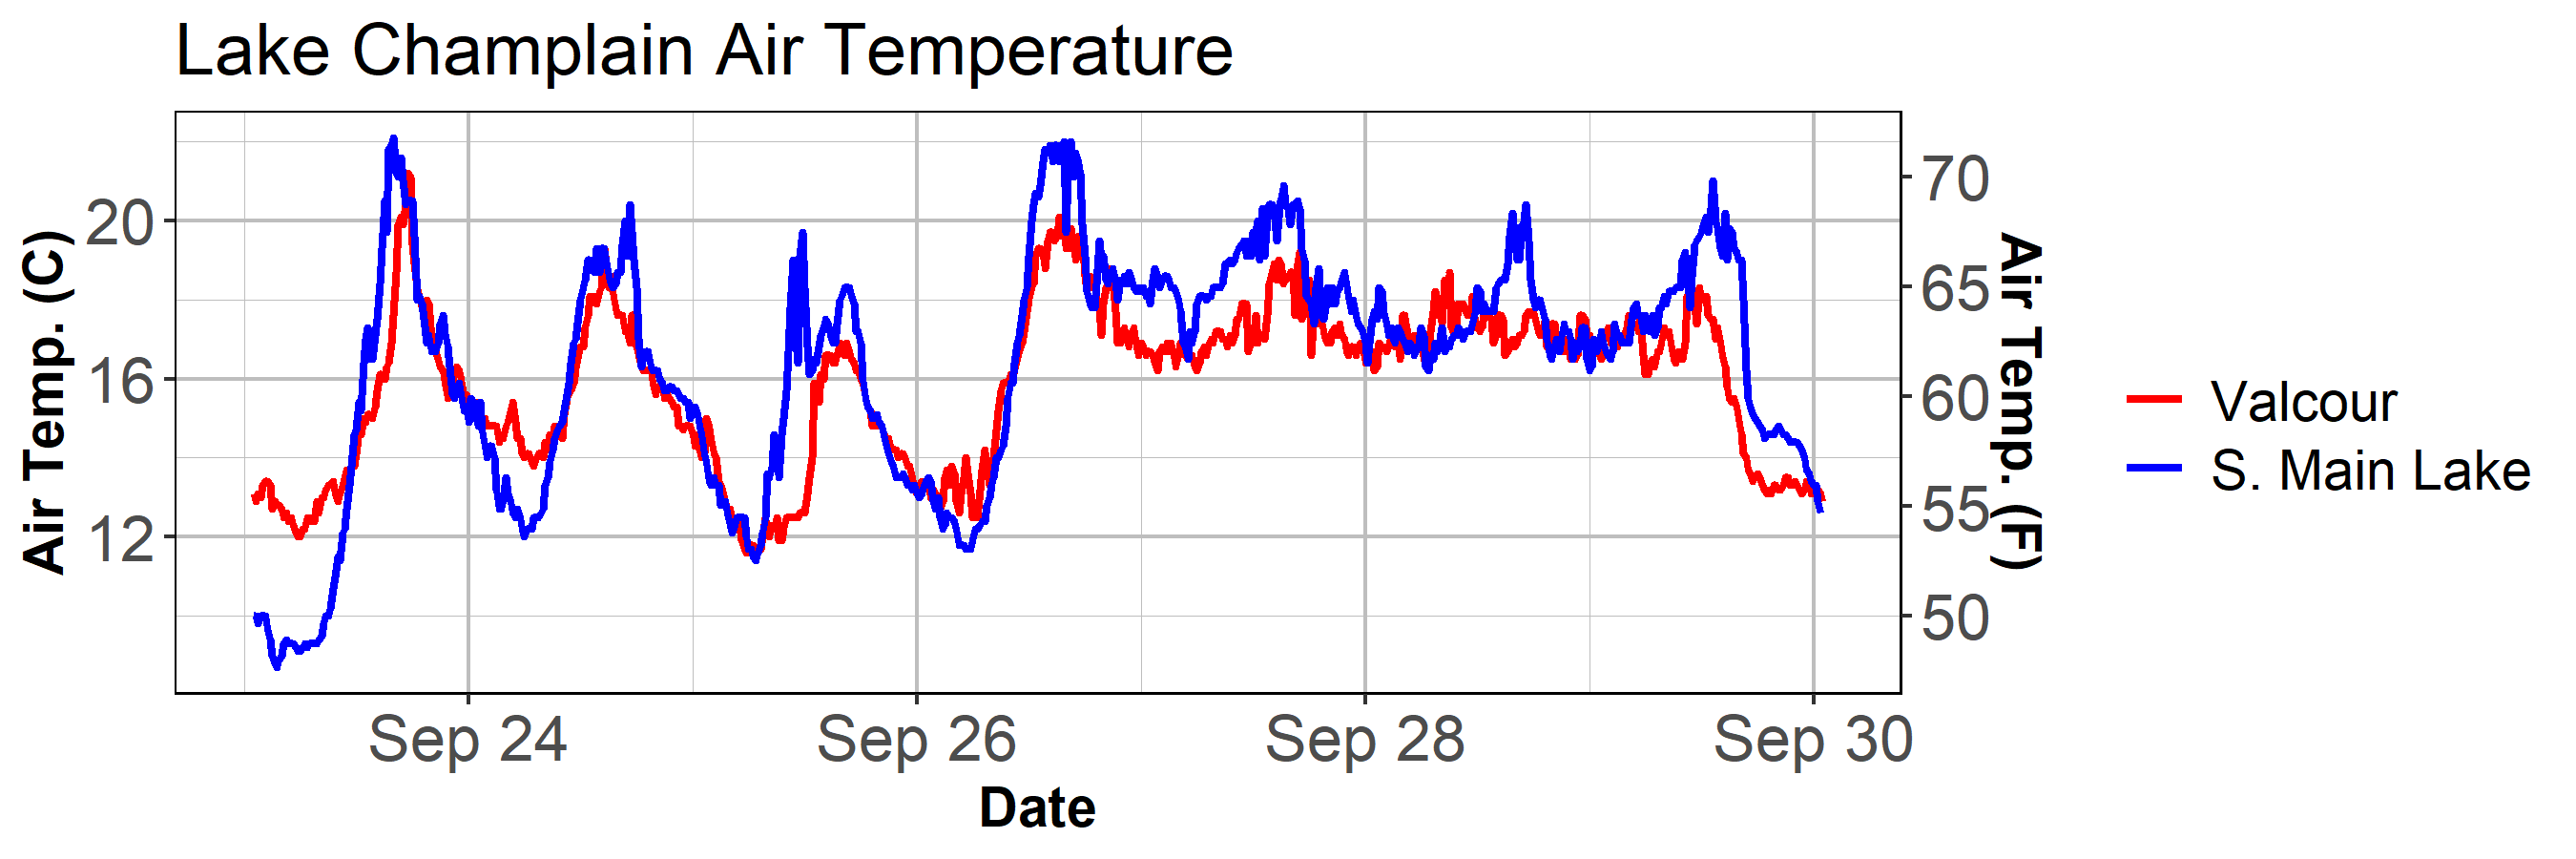 Lake Champlain Air Temperature
Air Temp. (C)
20
16
12
70
65
60
55
50
Air Temp. (F)
Sep 24
Sep 26
Sep 28
Sep 30
Date
Valcour
S. Main Lake